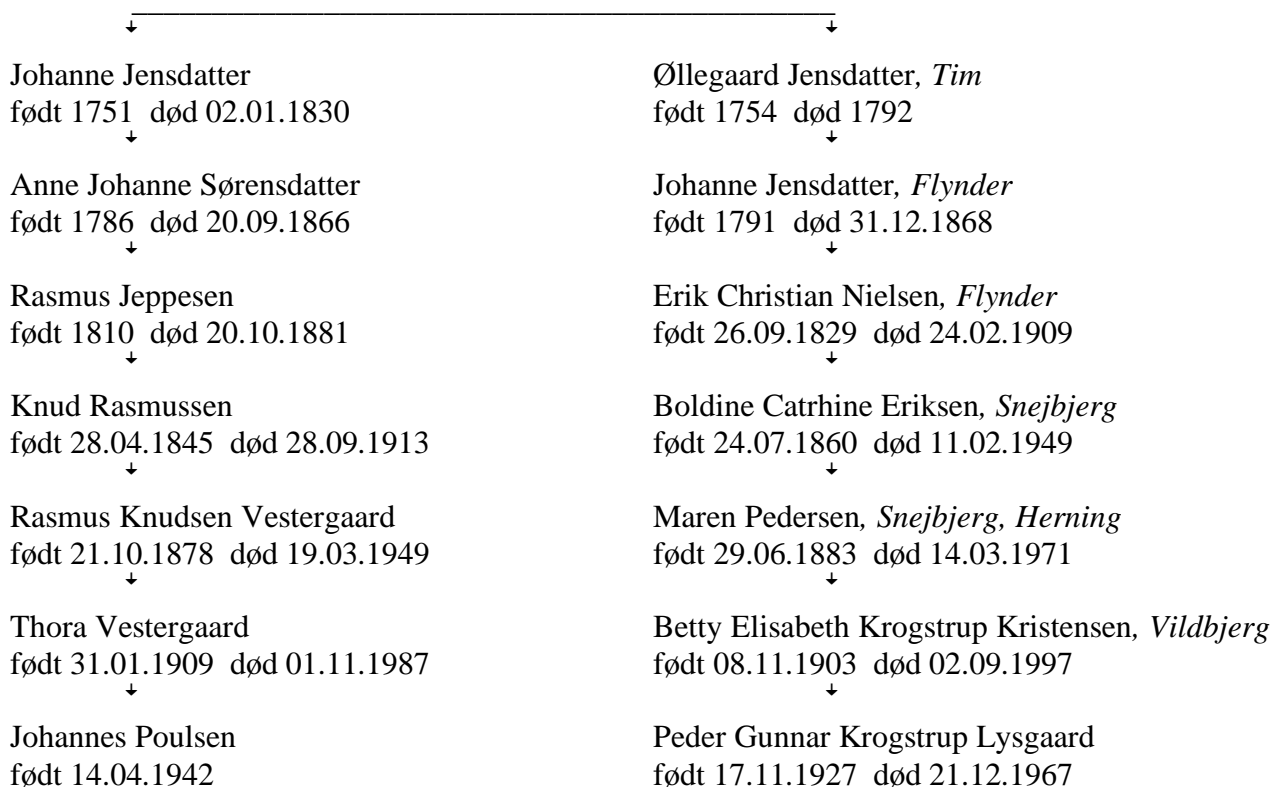 Johanne Jensdatter
født 1751 død 02.01.1830
Øllegaard Jensdatter, Tim
født 1754 død 1792
Anne Johanne Sørensdatter
født 1786 død 20.09.1866
Johanne Jensdatter, Flynder
født 1791 død 31.12.1868
Rasmus Jeppesen
født 1810 død 20.10.1881
Erik Christian Nielsen, Flynder
født 26.09.1829 død 24.02.1909
Knud Rasmussen
født 28.04.1845 død 28.09.1913
Boldine Catrhine Eriksen, Snejbjerg
født 24.07.1860 død 11.02.1949
Rasmus Knudsen Vestergaard
født 21.10.1878 død 19.03.1949
Maren Pedersen, Snejbjerg, Herning
født 29.06.1883 død 14.03.1971
Thora Vestergaard
født 31.01.1909 død 01.11.1987
Betty Elisabeth Krogstrup Kristensen, Vildbjerg
født 08.11.1903 død 02.09.1997
Johannes Poulsen
født 14.04.1942
Peder Gunnar Krogstrup Lysgaard
født 17.11.1927 død 21.12.1967